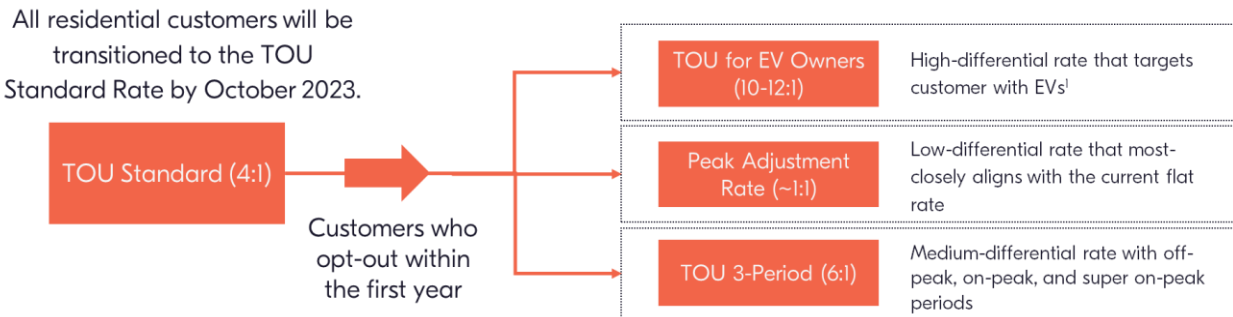 All residential customers will be
transitioned to the TOU
Standard Rate by October 2023.
TOU Standard (4:1)
Customers who
opt-out within
the first year
TOU for EV Owners
(10-12:1)
High-differential rate that targets
customer with EVs¹
Peak Adjustment
Rate (~1:1)
Low-differential rate that most-
closely aligns with the current flat
rate
TOU 3-Period (6:1)
Medium-differential rate with off-
peak, on-peak, and super on-peak
periods